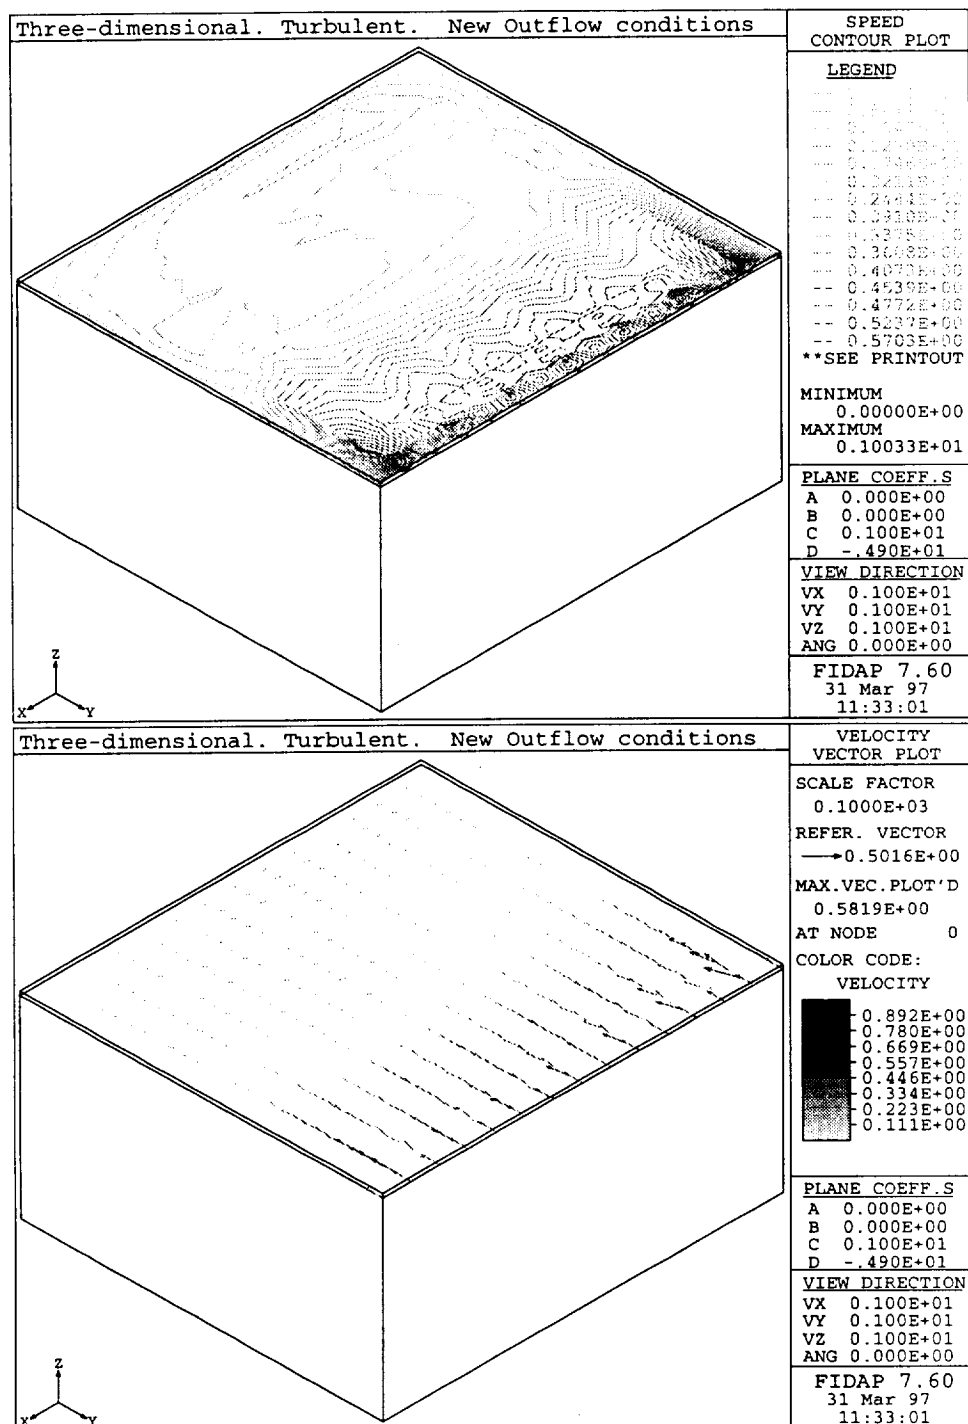 Three-dimensional. Turbulent. New Outflow conditions
SPEED
CONTOUR PLOT
LEGEND
-- 0.3608E+00
-- 0.4073E+00
-- 0.4539E+00
-- 0.4772E+00
-- 0.5237E+00
-- 0.5703E+00
**SEE PRINTOUT
MINIMUM
0.00000E+00
MAXIMUM
0.10033E+01
PLANE COEFF.S
A 0.000E+00
B 0.000E+00
C 0.100E+01
D -.490E+01
VIEW DIRECTION
VX 0.100E+01
VY 0.100E+01
VZ 0.100E+01
ANG 0.000E+00
FIDAP 7.60
31 Mar 97
11:33:01
Z
X Y
Three-dimensional. Turbulent. New Outflow conditions
VELOCITY
VECTOR PLOT
SCALE FACTOR
0.1000E+03
REFER. VECTOR
0.5016E+00
MAX.VEC.PLOT'D
0.5819E+00
AT NODE 0
COLOR CODE:
VELOCITY
0.892E+00
0.780E+00
0.669E+00
0.557E+00
0.446E+00
0.334E+00
0.223E+00
0.111E+00
PLANE COEFF.S
A 0.000E+00
B 0.000E+00
C 0.100E+01
D -.490E+01
VIEW DIRECTION
VX 0.100E+01
VY 0.100E+01
VZ 0.100E+01
ANG 0.000E+00
FIDAP 7.60
31 Mar 97
11:33:01
Z
X Y